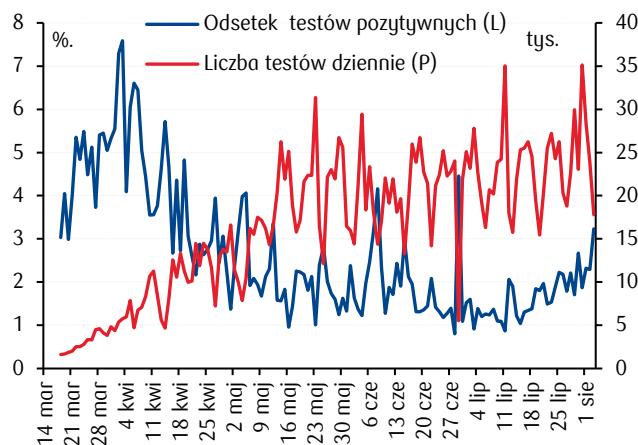 8 %. Odsetek testów pozytywnych (L) tys. 40
7 Liczba testów dziennie (P) 35
6 30
5 25
4 20
3 15
2 10
1 5
0 0
14 mar 21 mar 28 mar 4 kwi 11 kwi 18 kwi 25 kwi 2 maj 9 maj 16 maj 23 maj 30 maj 6 cze 13 cze 20 cze 27 cze 4 lip 11 lip 18 lip 25 lip 1 sie